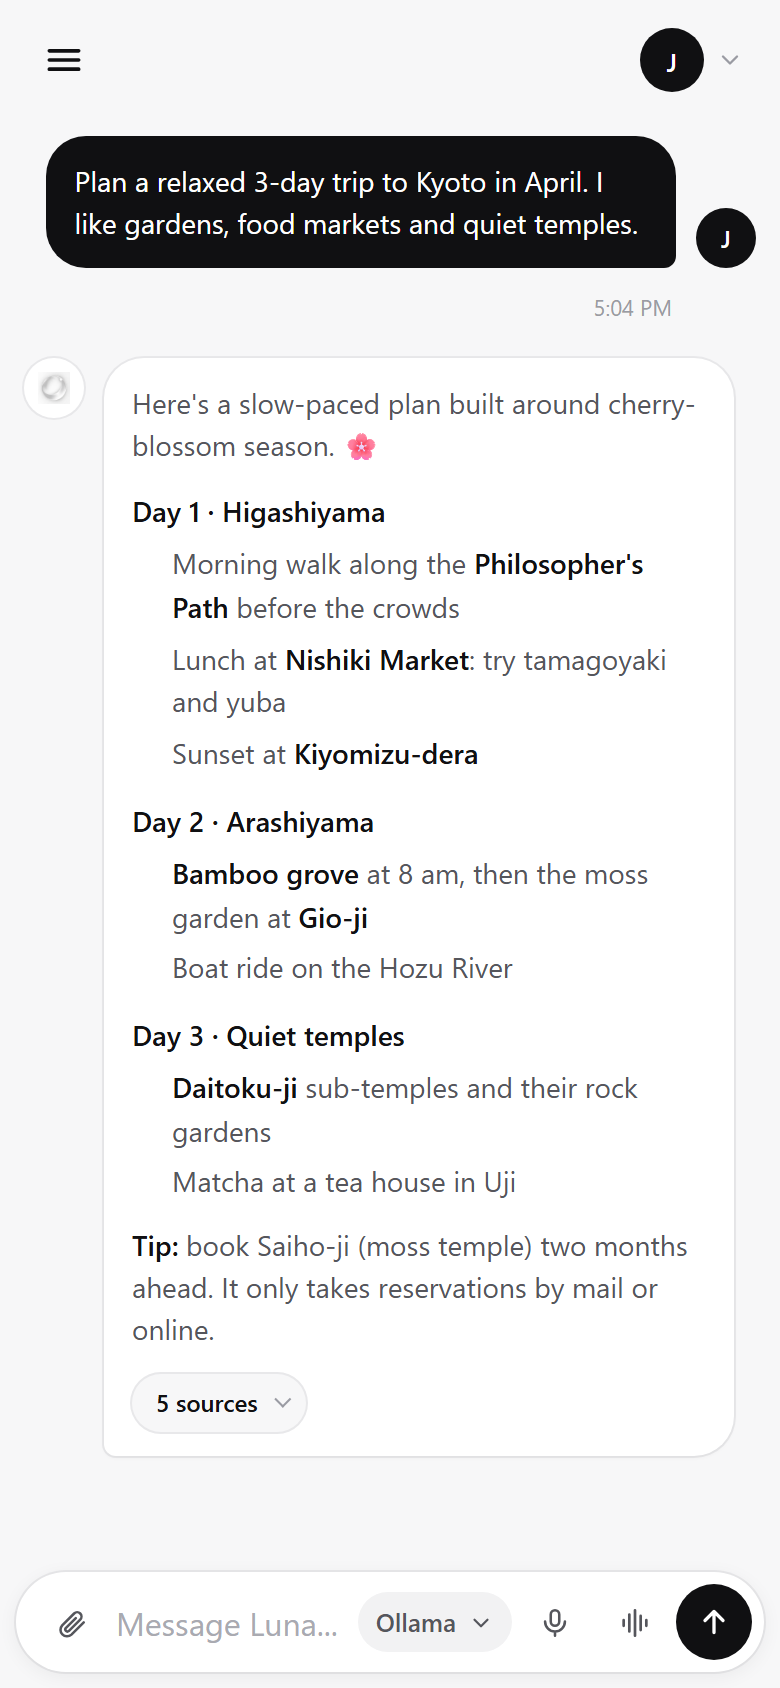 J
Plan a relaxed 3-day trip to Kyoto in April. I
like gardens, food markets and quiet temples.
J
5:04 PM
Here's a slow-paced plan built around cherry-
blossom season. 🌸
Day 1 · Higashiyama
Morning walk along the Philosopher's
Path before the crowds
Lunch at Nishiki Market: try tamagoyaki
and yuba
Sunset at Kiyomizu-dera
Day 2 · Arashiyama
Bamboo grove at 8 am, then the moss
garden at Gio-ji
Boat ride on the Hozu River
Day 3 · Quiet temples
Daitoku-ji sub-temples and their rock
gardens
Matcha at a tea house in Uji
Tip: book Saiho-ji (moss temple) two months
ahead. It only takes reservations by mail or
online.
5 sources
Message Luna... Ollama